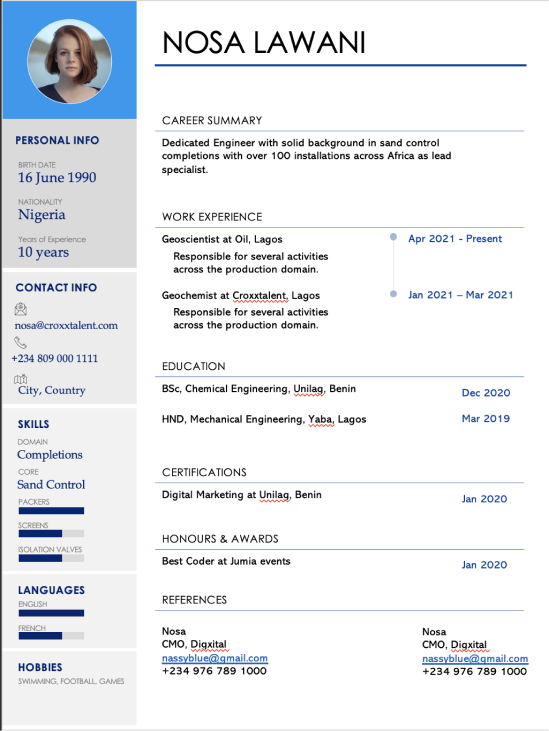 NOSA LAWANI
PERSONAL INFO
BIRTH DATE
16 June 1990
NATIONALITY
Nigeria
Years of Experience
10 years
CONTACT INFO
nosa@croxxtalent.com
+234 809 000 1111
City, Country
SKILLS
DOMAIN
Completions
CORE
Sand Control
PACKERS
SCREENS
ISOLATION VALVES
LANGUAGES
ENGLISH
FRENCH
HOBBIES
SWIMMING, FOOTBALL, GAMES
CAREER SUMMARY
Dedicated Engineer with solid background in sand control
completions with over 100 installations across Africa as lead
specialist.
WORK EXPERIENCE
Geoscientist at Oil, Lagos
Apr 2021 - Present
Responsible for several activities
across the production domain.
Geochemist at Croxxtalent, Lagos
Jan 2021 – Mar 2021
Responsible for several activities
across the production domain.
EDUCATION
BSc, Chemical Engineering, Unilag, Benin
Dec 2020
HND, Mechanical Engineering, Yaba, Lagos
Mar 2019
CERTIFICATIONS
Digital Marketing at Unilag, Benin
Jan 2020
HONOURS & AWARDS
Best Coder at Jumia events
Jan 2020
REFERENCES
Nosa
CMO, Digxital
nassyblue@gmail.com
+234 976 789 1000
Nosa
CMO, Digxital
nassyblue@gmail.com
+234 976 789 1000